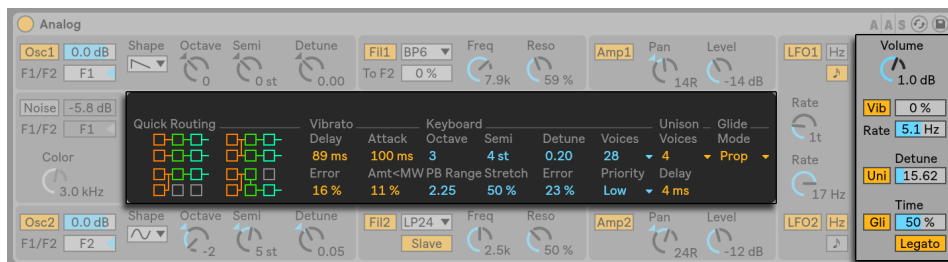 Analog AAS
Osc1 0.0 dB Shape Octave Semi Detune Fil1 BP6 Freq Reso Amp1 Pan Level LFO1 Hz Volume
F1/F2 F1 0 0 st 0.00 To F2 0 % 7.9k 59 % 14R -14 dB 1.0 dB
Noise -5.8 dB Rate Vib 0 %
F1/F2 F1 1t Rate 5.1 Hz
Quick Routing Vibrato Keyboard Unison Glide
Delay Attack Octave Semi Detune Voices Voices Mode
89 ms 100 ms 3 4 st 0.20 28 4 Prop
Error Amt<MW PB Range Stretch Error Priority Delay
16 % 11 % 2.25 50 % 23 % Low 4 ms
Color Rate Detune
3.0 kHz 17 Hz Uni 15.62
Osc2 0.0 dB Shape Octave Semi Detune Fil2 LP24 Freq Reso Amp2 Pan Level LFO2 Hz Time
Gli 50 %
F1/F2 F2 -2 5 st 0.05 Slave 2.5k 50 % 24R -12 dB Legato